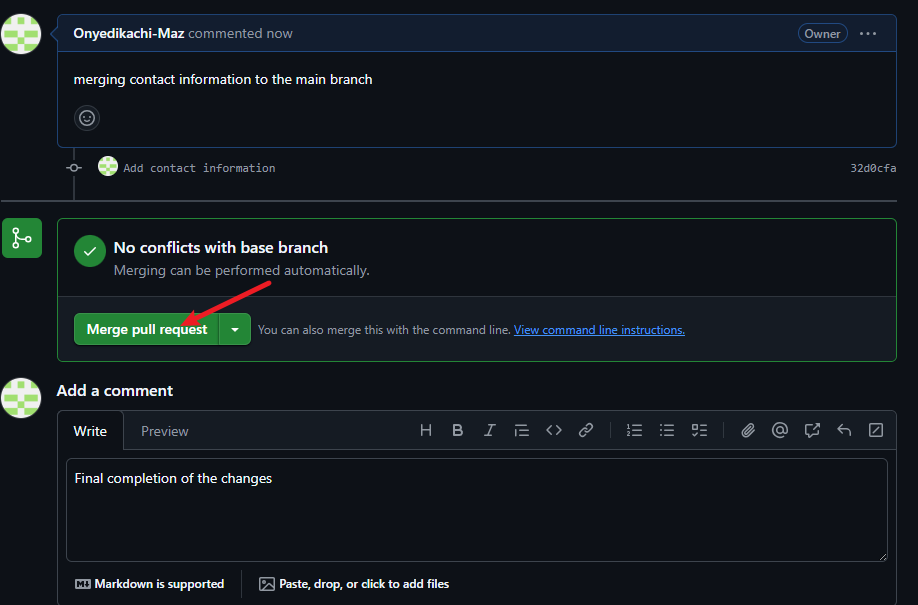 Onyedikachi-Maz commented now Owner
merging contact information to the main branch
Add contact information 32d0cfa
No conflicts with base branch
Merging can be performed automatically.
Merge pull request You can also merge this with the command line. View command line instructions.
Add a comment
Write Preview
Final completion of the changes
Markdown is supported Paste, drop, or click to add files